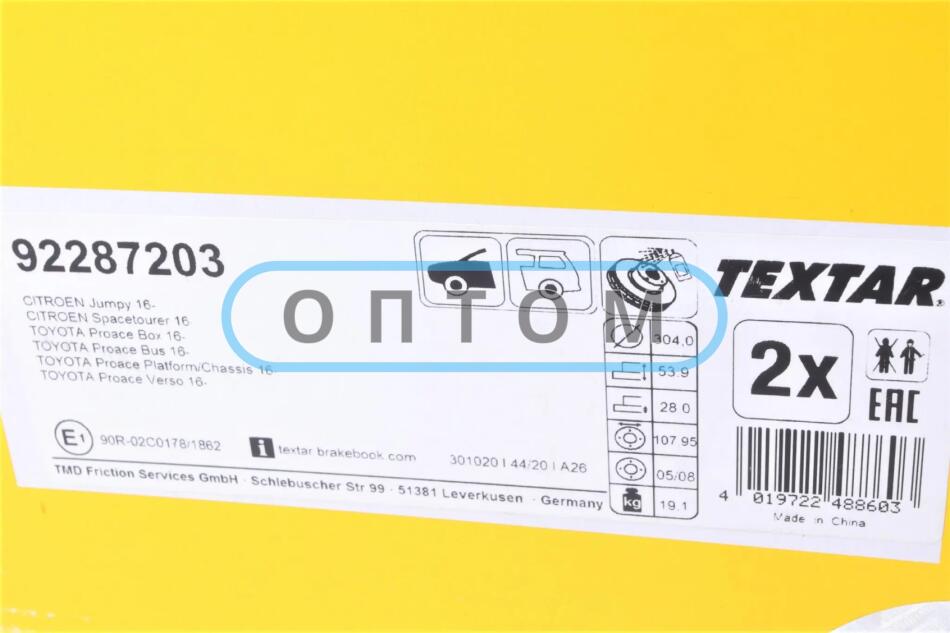 92287203
CITROEN Jumpy 16-
CITROEN Spacetourer 16
TOYOTA Proace Box 16-
TOYOTA Proace Bus 16-
TOYOTA Proace Platform/Chassis 16-
TOYOTA Proace Verso 16-
E1 90R-02C0178/1862
i textar brakebook.com
301020 | 44/20 | A26
TMD Friction Services GmbH · Schlebuscher Str 99 · 51381 Leverkusen · Germany
ОПТОМ
304,0
53.9
28.0
107.95
05/08
kg 19.1
TEXTAR®
2x
EAC
4 019722 488603
Made in China